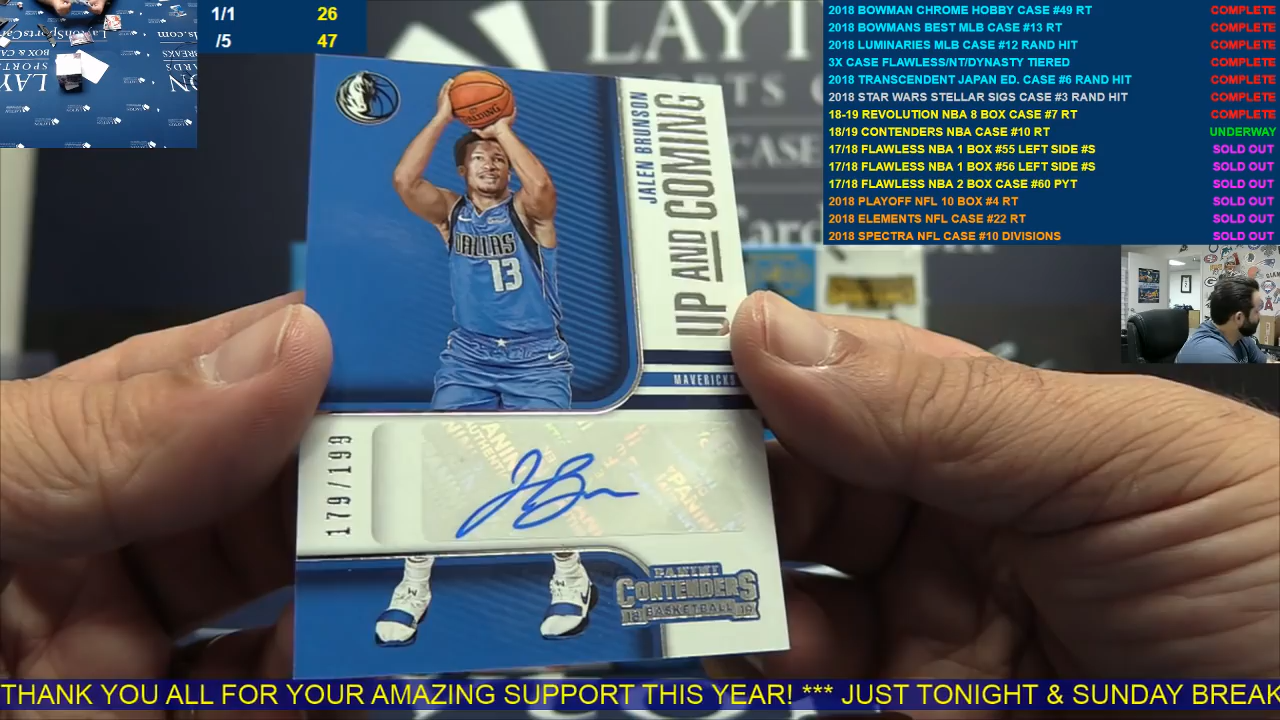 1/1 26
/5 47
2018 BOWMAN CHROME HOBBY CASE #49 RT COMPLETE
2018 BOWMANS BEST MLB CASE #13 RT COMPLETE
2018 LUMINARIES MLB CASE #12 RAND HIT COMPLETE
3X CASE FLAWLESS/NT/DYNASTY TIERED COMPLETE
2018 TRANSCENDENT JAPAN ED. CASE #6 RAND HIT COMPLETE
2018 STAR WARS STELLAR SIGS CASE #3 RAND HIT COMPLETE
18-19 REVOLUTION NBA 8 BOX CASE #7 RT COMPLETE
18/19 CONTENDERS NBA CASE #10 RT UNDERWAY
17/18 FLAWLESS NBA 1 BOX #55 LEFT SIDE #S SOLD OUT
17/18 FLAWLESS NBA 1 BOX #56 LEFT SIDE #S SOLD OUT
17/18 FLAWLESS NBA 2 BOX CASE #60 PYT SOLD OUT
2018 PLAYOFF NFL 10 BOX #4 RT SOLD OUT
2018 ELEMENTS NFL CASE #22 RT SOLD OUT
2018 SPECTRA NFL CASE #10 DIVISIONS SOLD OUT
LAYT
CASE
SPALDING
DALLAS
13
JALEN BRUNSON
UP AND COMING
MAVERICKS
179/199
PANINI
PANINI
CONTENDERS
18 BASKETBALL 19
THANK YOU ALL FOR YOUR AMAZING SUPPORT THIS YEAR! *** JUST TONIGHT & SUNDAY BREAK